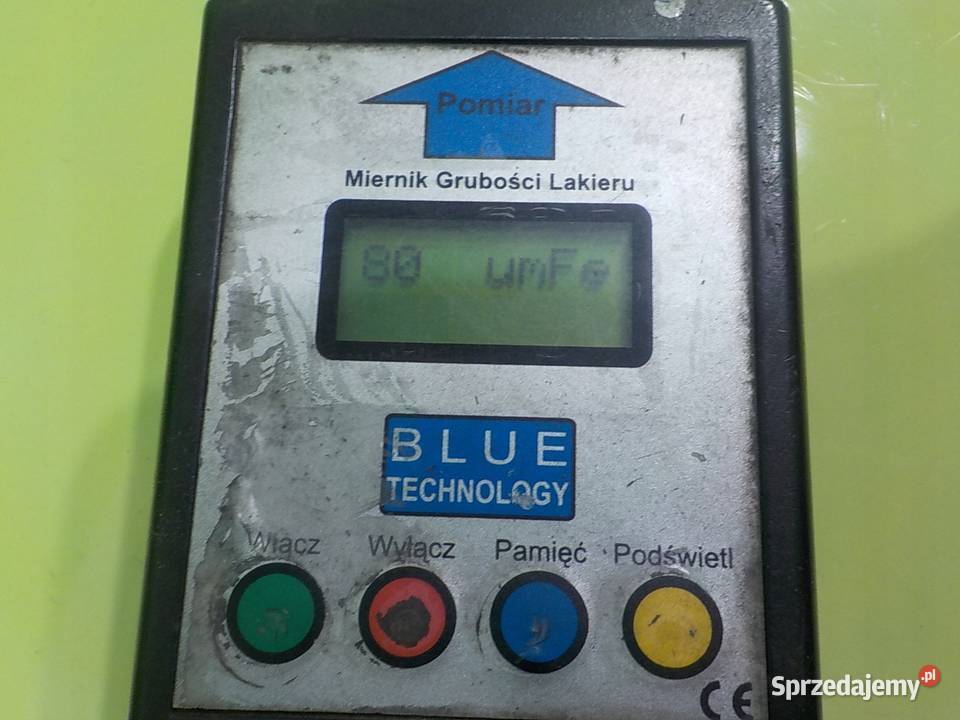 Pomiar
Miernik Grubości Lakieru
80 umFe
BLUE
TECHNOLOGY
Włącz Wyłącz Pamięć Podświetl
CE
Sprzedajemy.pl